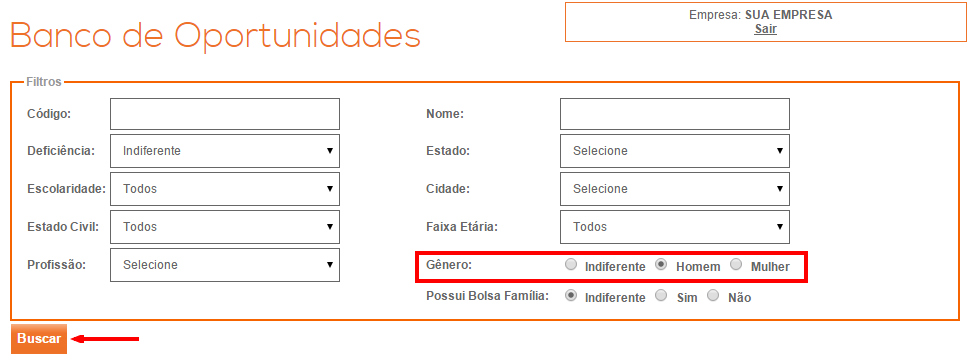 Empresa: SUA EMPRESA
Sair
Banco de Oportunidades
Filtros
Código:
Nome:
Deficiência: Indiferente
Estado: Selecione
Escolaridade: Todos
Cidade: Selecione
Estado Civil: Todos
Faixa Etária: Todos
Profissão: Selecione
Gênero: Indiferente Homem Mulher
Possui Bolsa Família: Indiferente Sim Não
Buscar